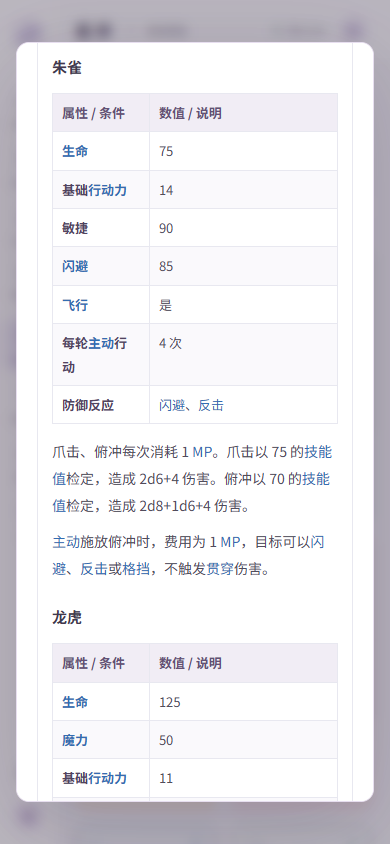 朱雀
属性 / 条件 数值 / 说明
生命 75
基础行动力 14
敏捷 90
闪避 85
飞行 是
每轮主动行 4 次
动
防御反应 闪避、反击
爪击、俯冲每次消耗 1 MP。爪击以 75 的技能
值检定，造成 2d6+4 伤害。俯冲以 70 的技能
值检定，造成 2d8+1d6+4 伤害。
主动施放俯冲时，费用为 1 MP，目标可以闪
避、反击或格挡，不触发贯穿伤害。
龙虎
属性 / 条件 数值 / 说明
生命 125
魔力 50
基础行动力 11